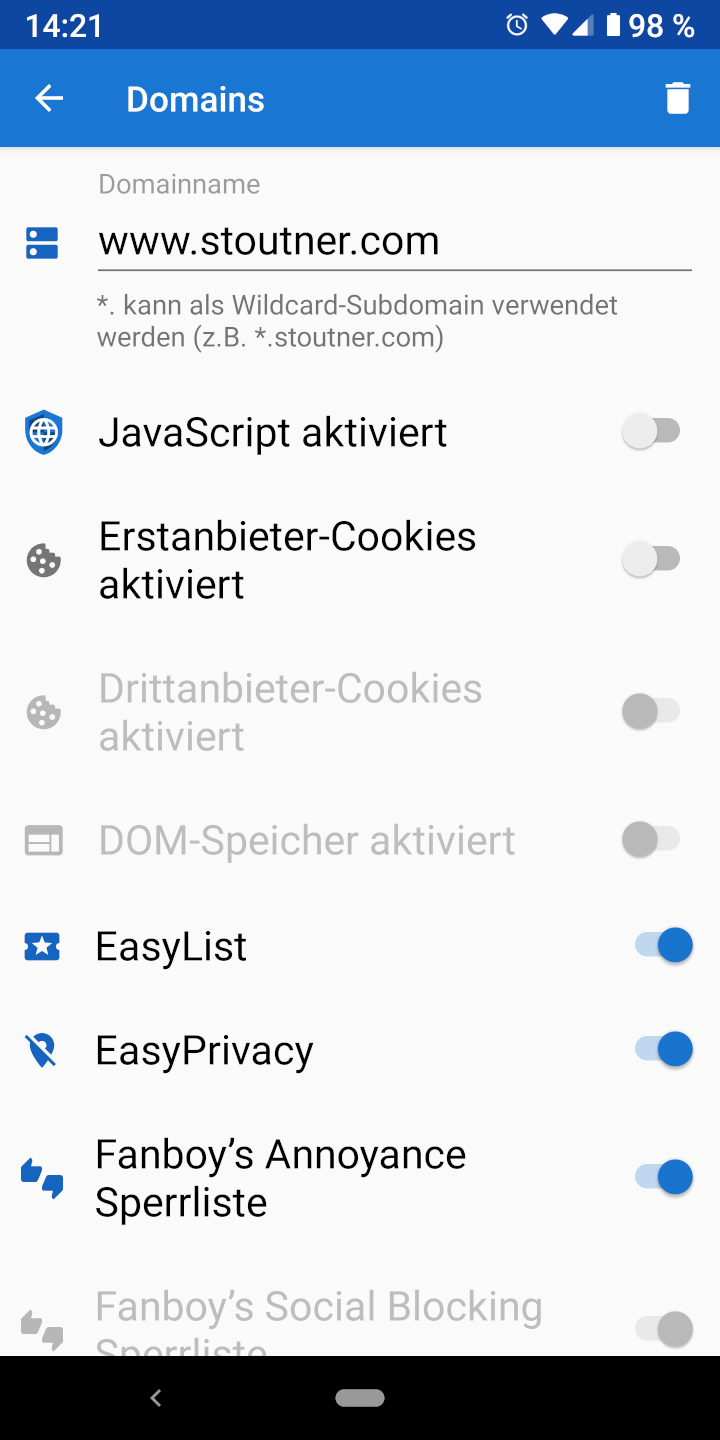 14:21
98 %
Domains
Domainname
www.stoutner.com
*. kann als Wildcard-Subdomain verwendet
werden (z.B. *.stoutner.com)
JavaScript aktiviert
Erstanbieter-Cookies
aktiviert
Drittanbieter-Cookies
aktiviert
DOM-Speicher aktiviert
EasyList
EasyPrivacy
Fanboy’s Annoyance
Sperrliste
Fanboy’s Social Blocking
Sperrliste